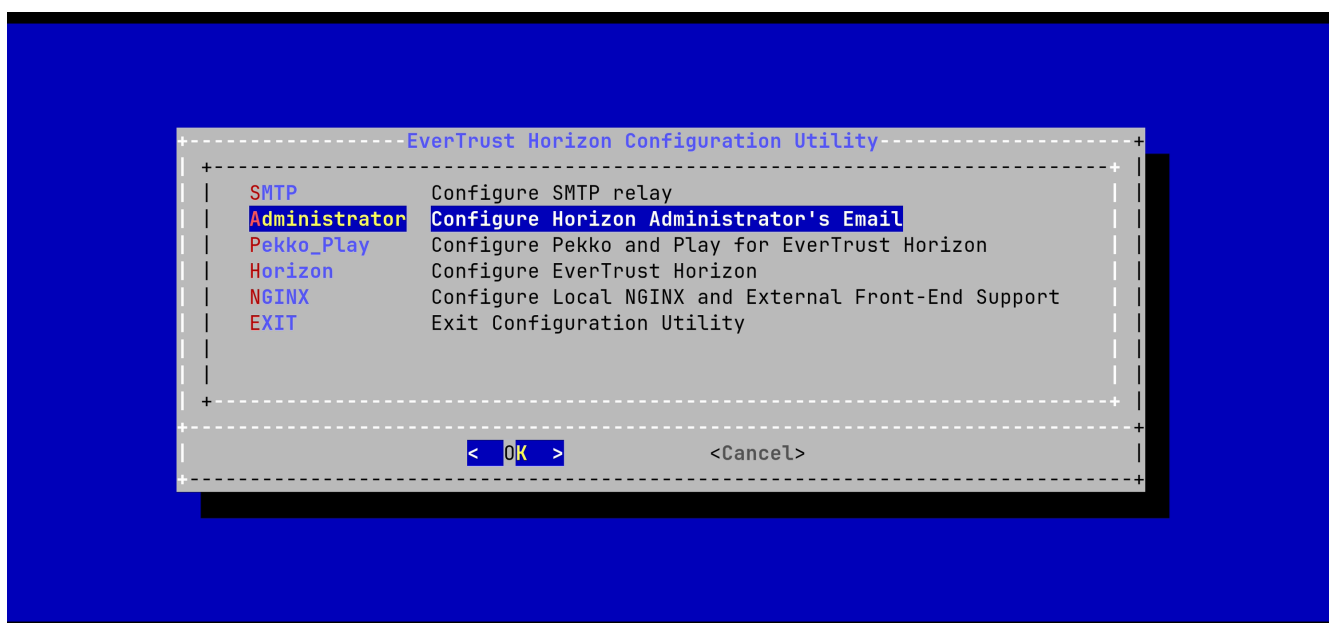 EverTrust Horizon Configuration Utility
SMTP Configure SMTP relay
Administrator Configure Horizon Administrator's Email
Pekko_Play Configure Pekko and Play for EverTrust Horizon
Horizon Configure EverTrust Horizon
NGINX Configure Local NGINX and External Front-End Support
EXIT Exit Configuration Utility
< OK > <Cancel>